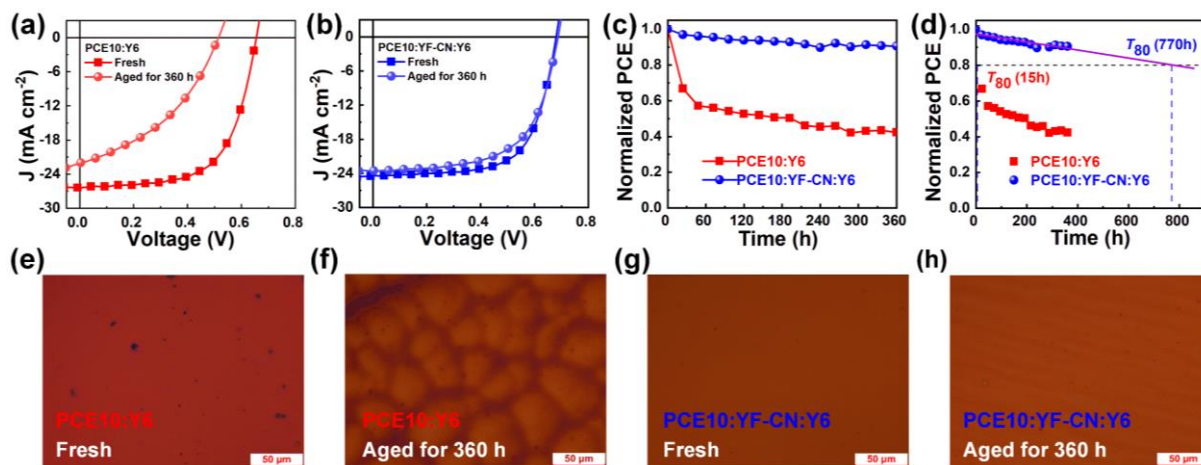 (a)
J (mA cm⁻²)
0
-6
-12
-18
-24
-30
PCE10:Y6
Fresh
Aged for 360 h
0.0 0.2 0.4 0.6 0.8
Voltage (V)
(b)
J (mA cm⁻²)
0
-6
-12
-18
-24
-30
PCE10:YF-CN:Y6
Fresh
Aged for 360 h
0.0 0.2 0.4 0.6 0.8
Voltage (V)
(c)
Normalized PCE
1.0
0.8
0.6
0.4
0.2
0.0
PCE10:Y6
PCE10:YF-CN:Y6
0 60 120 180 240 300 360
Time (h)
(d)
Normalized PCE
1.0
0.8
0.6
0.4
0.2
0.0
T80 (770h)
T80 (15h)
PCE10:Y6
PCE10:YF-CN:Y6
0 200 400 600 800
Time (h)
(e)
PCE10:Y6
Fresh
50 μm
(f)
PCE10:Y6
Aged for 360 h
50 μm
(g)
PCE10:YF-CN:Y6
Fresh
50 μm
(h)
PCE10:YF-CN:Y6
Aged for 360 h
50 μm